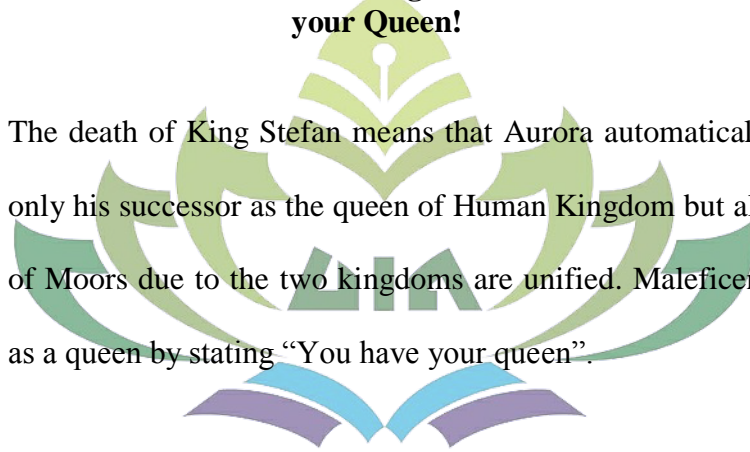 your Queen!
The death of King Stefan means that Aurora automatical
only his successor as the queen of Human Kingdom but al
of Moors due to the two kingdoms are unified. Maleficen
as a queen by stating “You have your queen”.